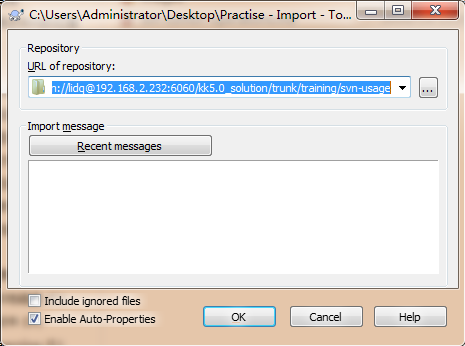 C:\Users\Administrator\Desktop\Practise - Import - To...
Repository
URL of repository:
n://lidq@192.168.2.232:6060/kk5.0_solution/trunk/training/svn-usage
...
Import message
Recent messages
Include ignored files
Enable Auto-Properties
OK
Cancel
Help